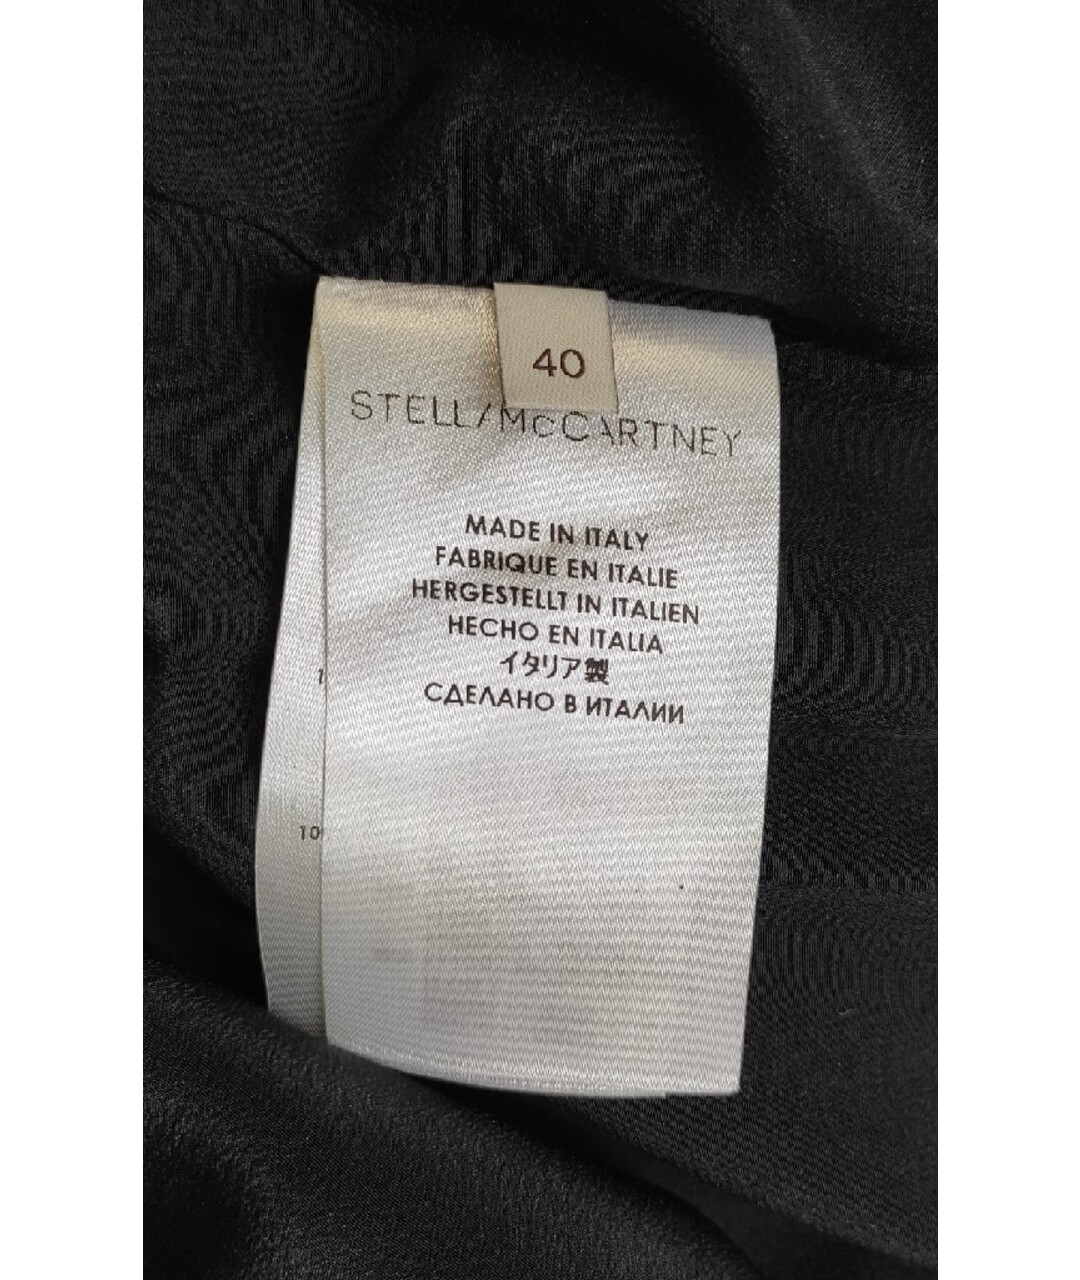 40
STELLA McCARTNEY
MADE IN ITALY
FABRIQUE EN ITALIE
HERGESTELLT IN ITALIEN
HECHO EN ITALIA
イタリア製
СДЕЛАНО В ИТАЛИИ
10